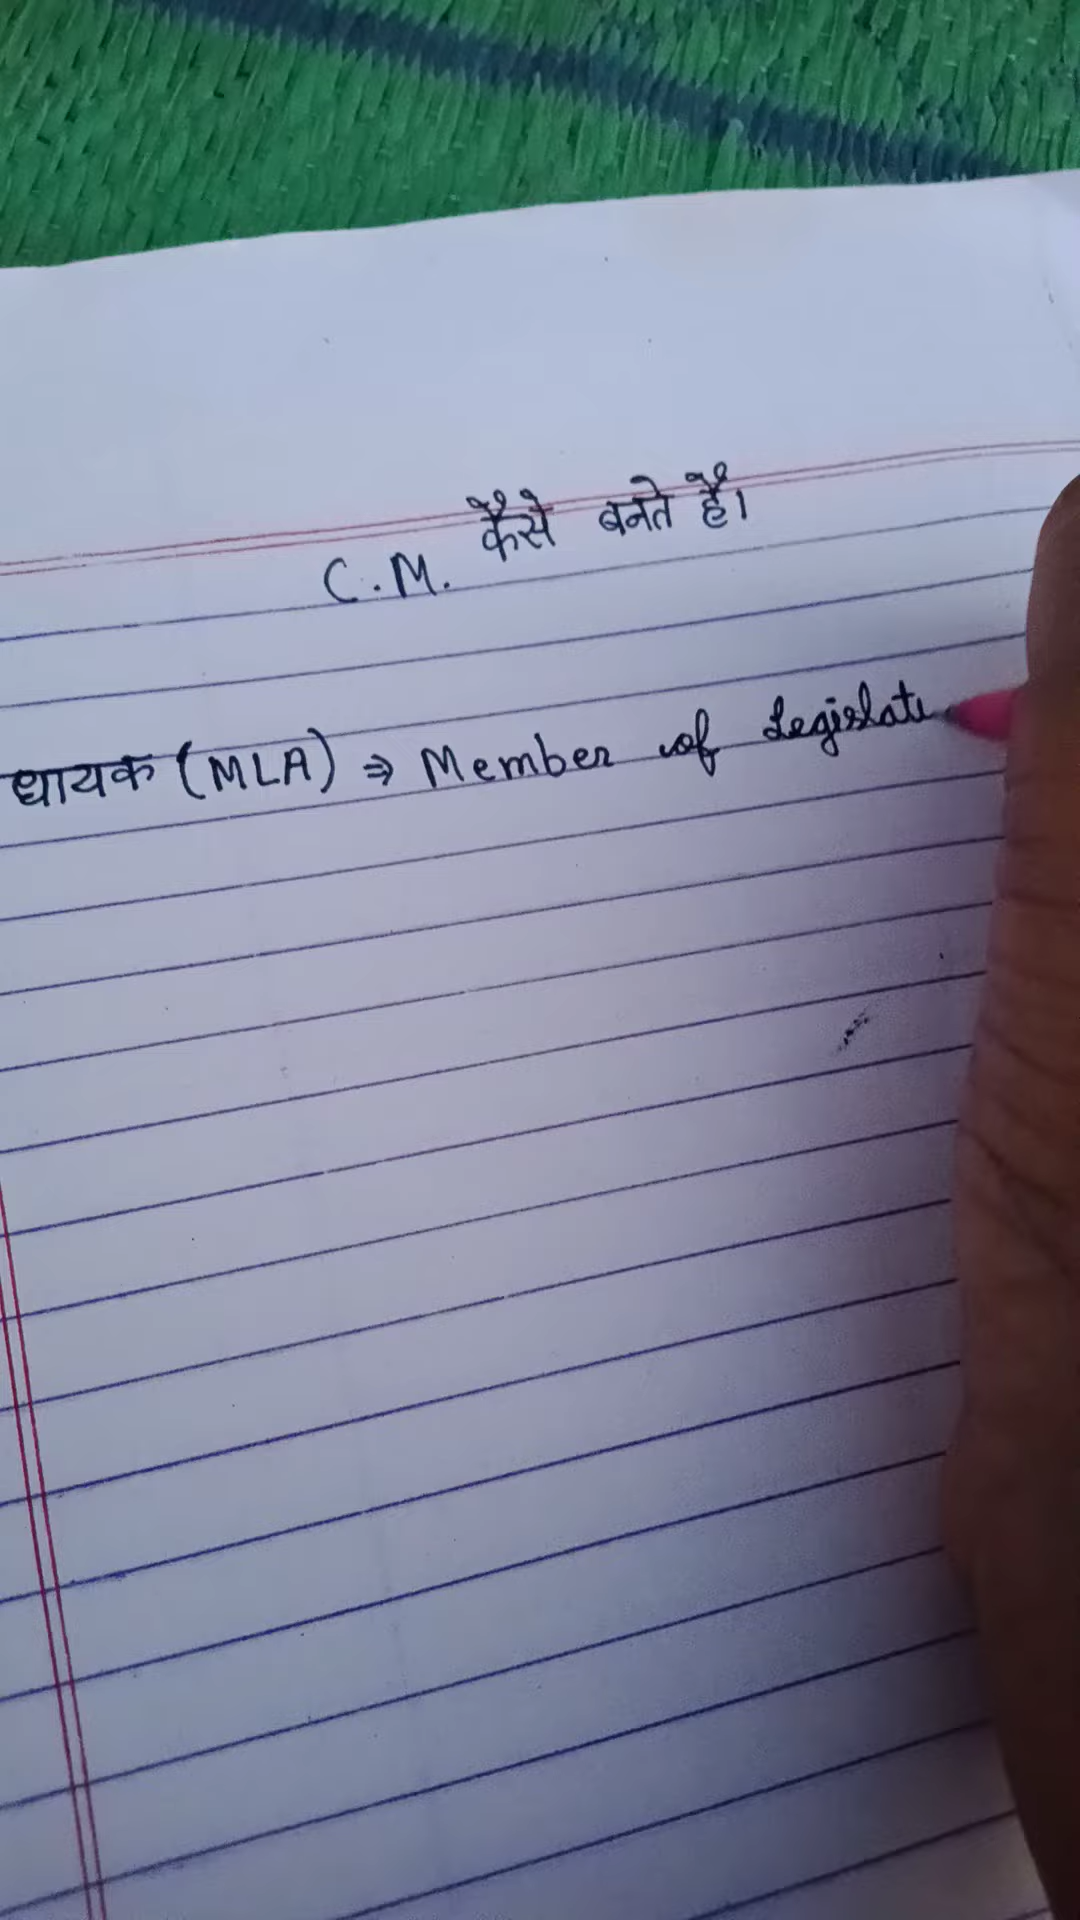 C.M. कैसे बनते हैं।
धायक (MLA) ⇒ Member of Legislate